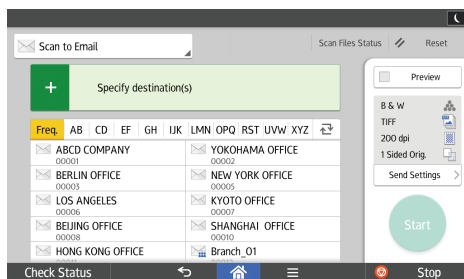 Scan to Email
Scan Files Status
Reset
Specify destination(s)
Preview
B & W
TIFF
200 dpi
1 Sided Orig.
Send Settings
Start
Freq. AB CD EF GH IJK LMN OPQ RST UVW XYZ
ABCD COMPANY
00001
YOKOHAMA OFFICE
00002
BERLIN OFFICE
00003
NEW YORK OFFICE
00005
LOS ANGELES
00006
KYOTO OFFICE
00007
BEIJING OFFICE
00008
SHANGHAI OFFICE
00010
HONG KONG OFFICE
Branch_01
Check Status
Stop